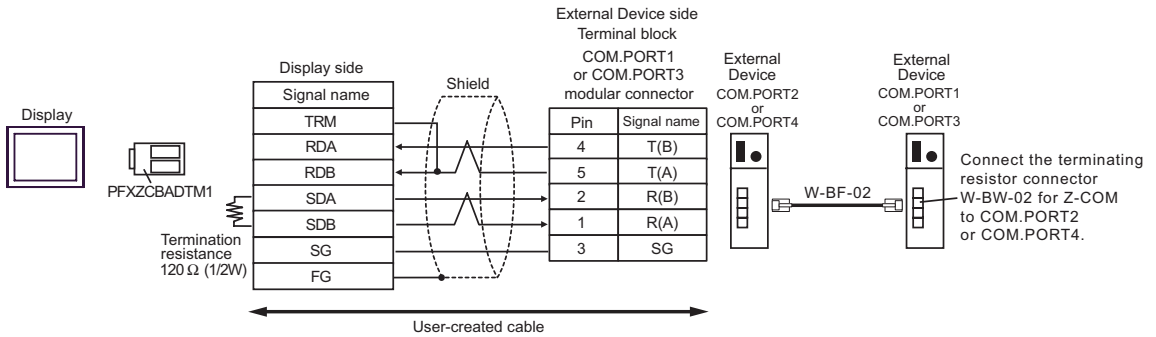 Display
PFXZCBADTM1
Termination
resistance
120 Ω (1/2W)
Display side
Signal name
TRM
RDA
RDB
SDA
SDB
SG
FG
Shield
User-created cable
External Device side
Terminal block
COM.PORT1
or COM.PORT3
modular connector
Pin Signal name
4 T(B)
5 T(A)
2 R(B)
1 R(A)
3 SG
External
Device
COM.PORT2
or
COM.PORT4
W-BF-02
External
Device
COM.PORT1
or
COM.PORT3
Connect the terminating
resistor connector
W-BW-02 for Z-COM
to COM.PORT2
or COM.PORT4.